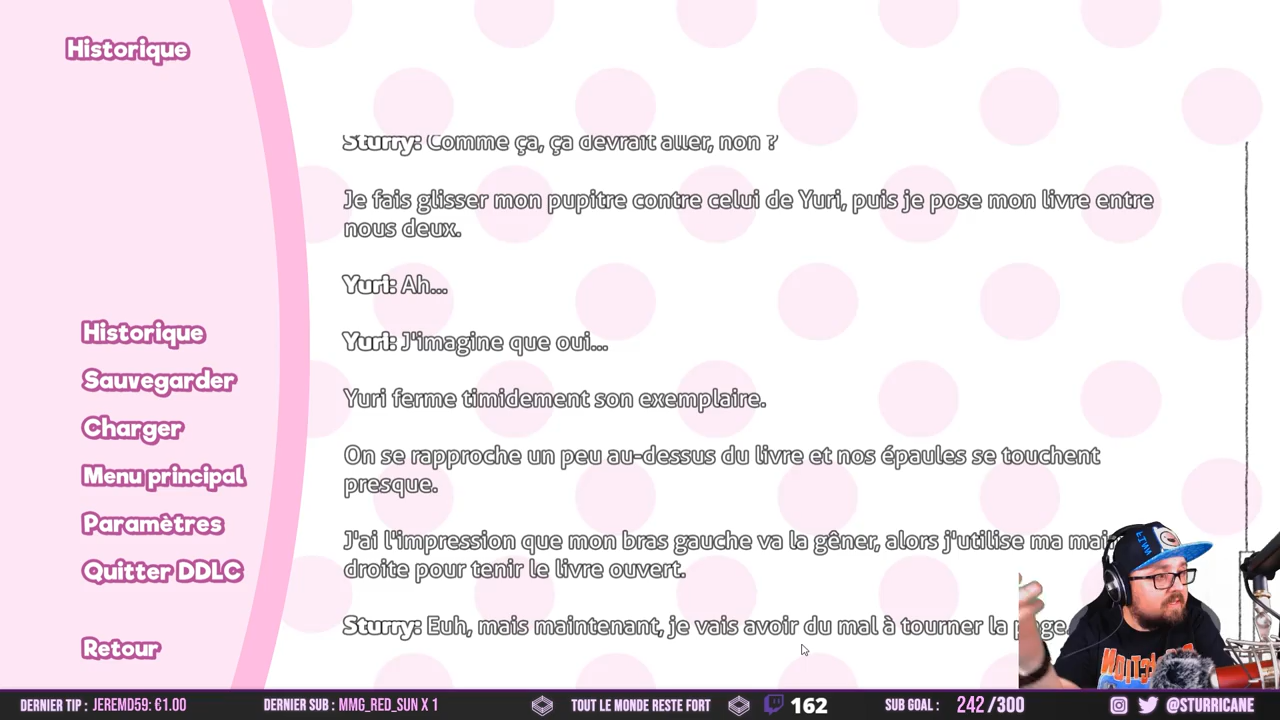 Historique
Sturry: Comme ça, ça devrait aller, non ?
Je fais glisser mon pupitre contre celui de Yuri, puis je pose mon livre entre
nous deux.
Yuri: Ah...
Yuri: J'imagine que oui...
Yuri ferme timidement son exemplaire.
On se rapproche un peu au-dessus du livre et nos épaules se touchent
presque.
J'ai l'impression que mon bras gauche va la gêner, alors j'utilise ma
droite pour tenir le livre ouvert.
Sturry: Euh, mais maintenant, je vais avoir du mal à tourner la page.
Historique
Sauvegarder
Charger
Menu principal
Paramètres
Quitter DDLC
Retour
DERNIER TIP : JEREMD59: €1.00
DERNIER SUB : MMG_RED_SUN X 1
TOUT LE MONDE RESTE FORT
162
SUB GOAL : 242 /300
@STURRICANE